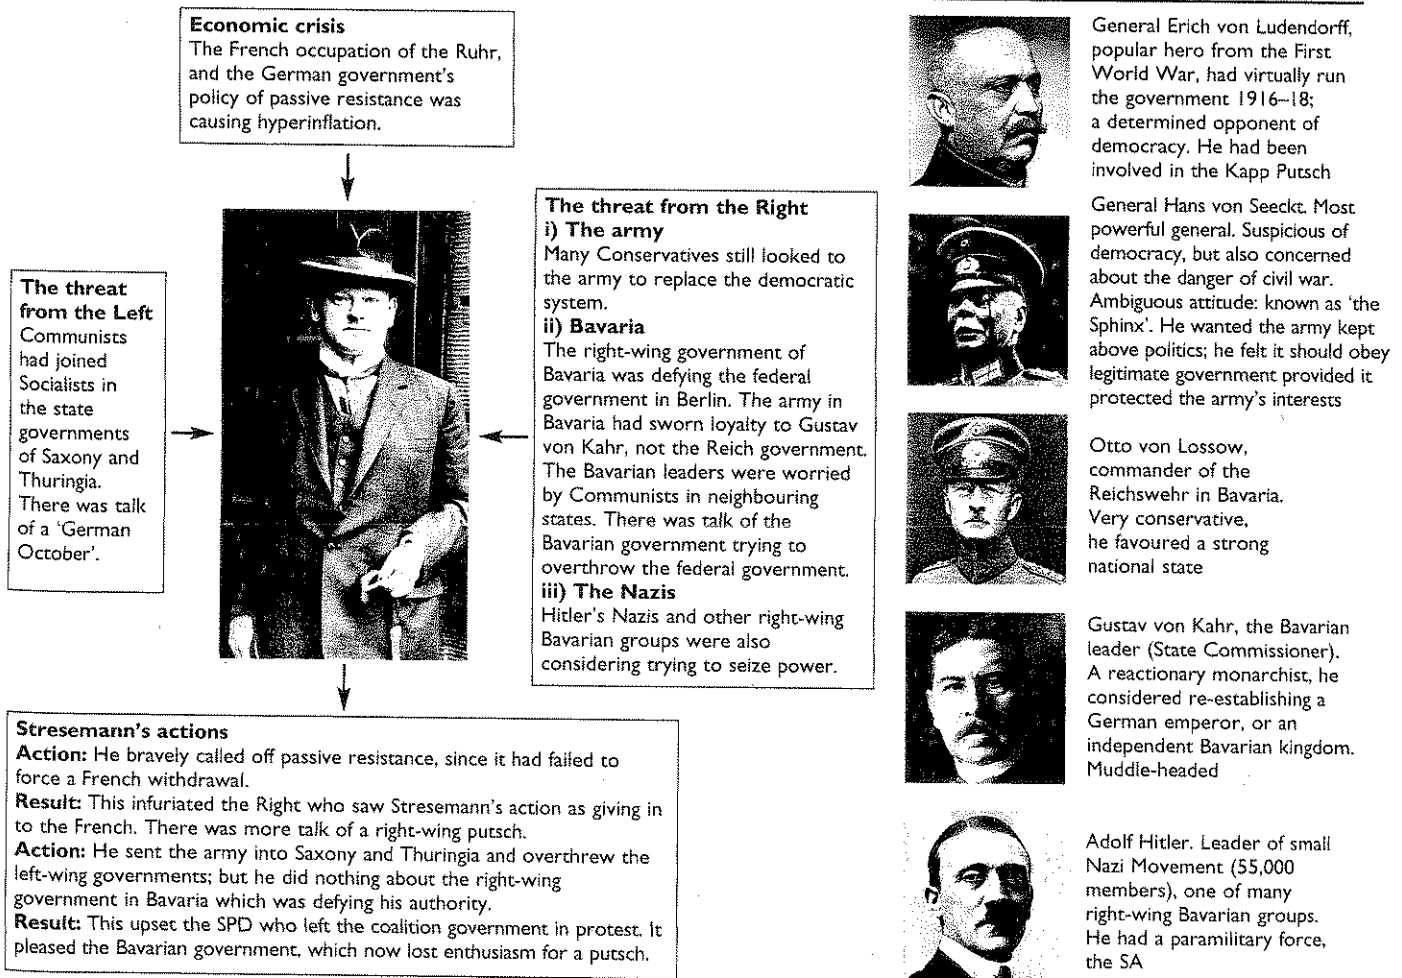 Economic crisis
The French occupation of the Ruhr,
and the German government's
policy of passive resistance was
causing hyperinflation.
The threat
from the Left
Communists
had joined
Socialists in
the state
governments
of Saxony and
Thuringia.
There was talk
of a 'German
October'.
The threat from the Right
i) The army
Many Conservatives still looked to
the army to replace the democratic
system.
ii) Bavaria
The right-wing government of
Bavaria was defying the federal
government in Berlin. The army in
Bavaria had sworn loyalty to Gustav
von Kahr, not the Reich government.
The Bavarian leaders were worried
by Communists in neighbouring
states. There was talk of the
Bavarian government trying to
overthrow the federal government.
iii) The Nazis
Hitler's Nazis and other right-wing
Bavarian groups were also
considering trying to seize power.
Stresemann's actions
Action: He bravely called off passive resistance, since it had failed to
force a French withdrawal.
Result: This infuriated the Right who saw Stresemann's action as giving in
to the French. There was more talk of a right-wing putsch.
Action: He sent the army into Saxony and Thuringia and overthrew the
left-wing governments; but he did nothing about the right-wing
government in Bavaria which was defying his authority.
Result: This upset the SPD who left the coalition government in protest. It
pleased the Bavarian government, which now lost enthusiasm for a putsch.
General Erich von Ludendorff,
popular hero from the First
World War, had virtually run
the government 1916–18;
a determined opponent of
democracy. He had been
involved in the Kapp Putsch
General Hans von Seeckt. Most
powerful general. Suspicious of
democracy, but also concerned
about the danger of civil war.
Ambiguous attitude: known as 'the
Sphinx'. He wanted the army kept
above politics; he felt it should obey
legitimate government provided it
protected the army's interests
Otto von Lossow,
commander of the
Reichswehr in Bavaria.
Very conservative,
he favoured a strong
national state
Gustav von Kahr, the Bavarian
leader (State Commissioner).
A reactionary monarchist, he
considered re-establishing a
German emperor, or an
independent Bavarian kingdom.
Muddle-headed
Adolf Hitler. Leader of small
Nazi Movement (55,000
members), one of many
right-wing Bavarian groups.
He had a paramilitary force,
the SA